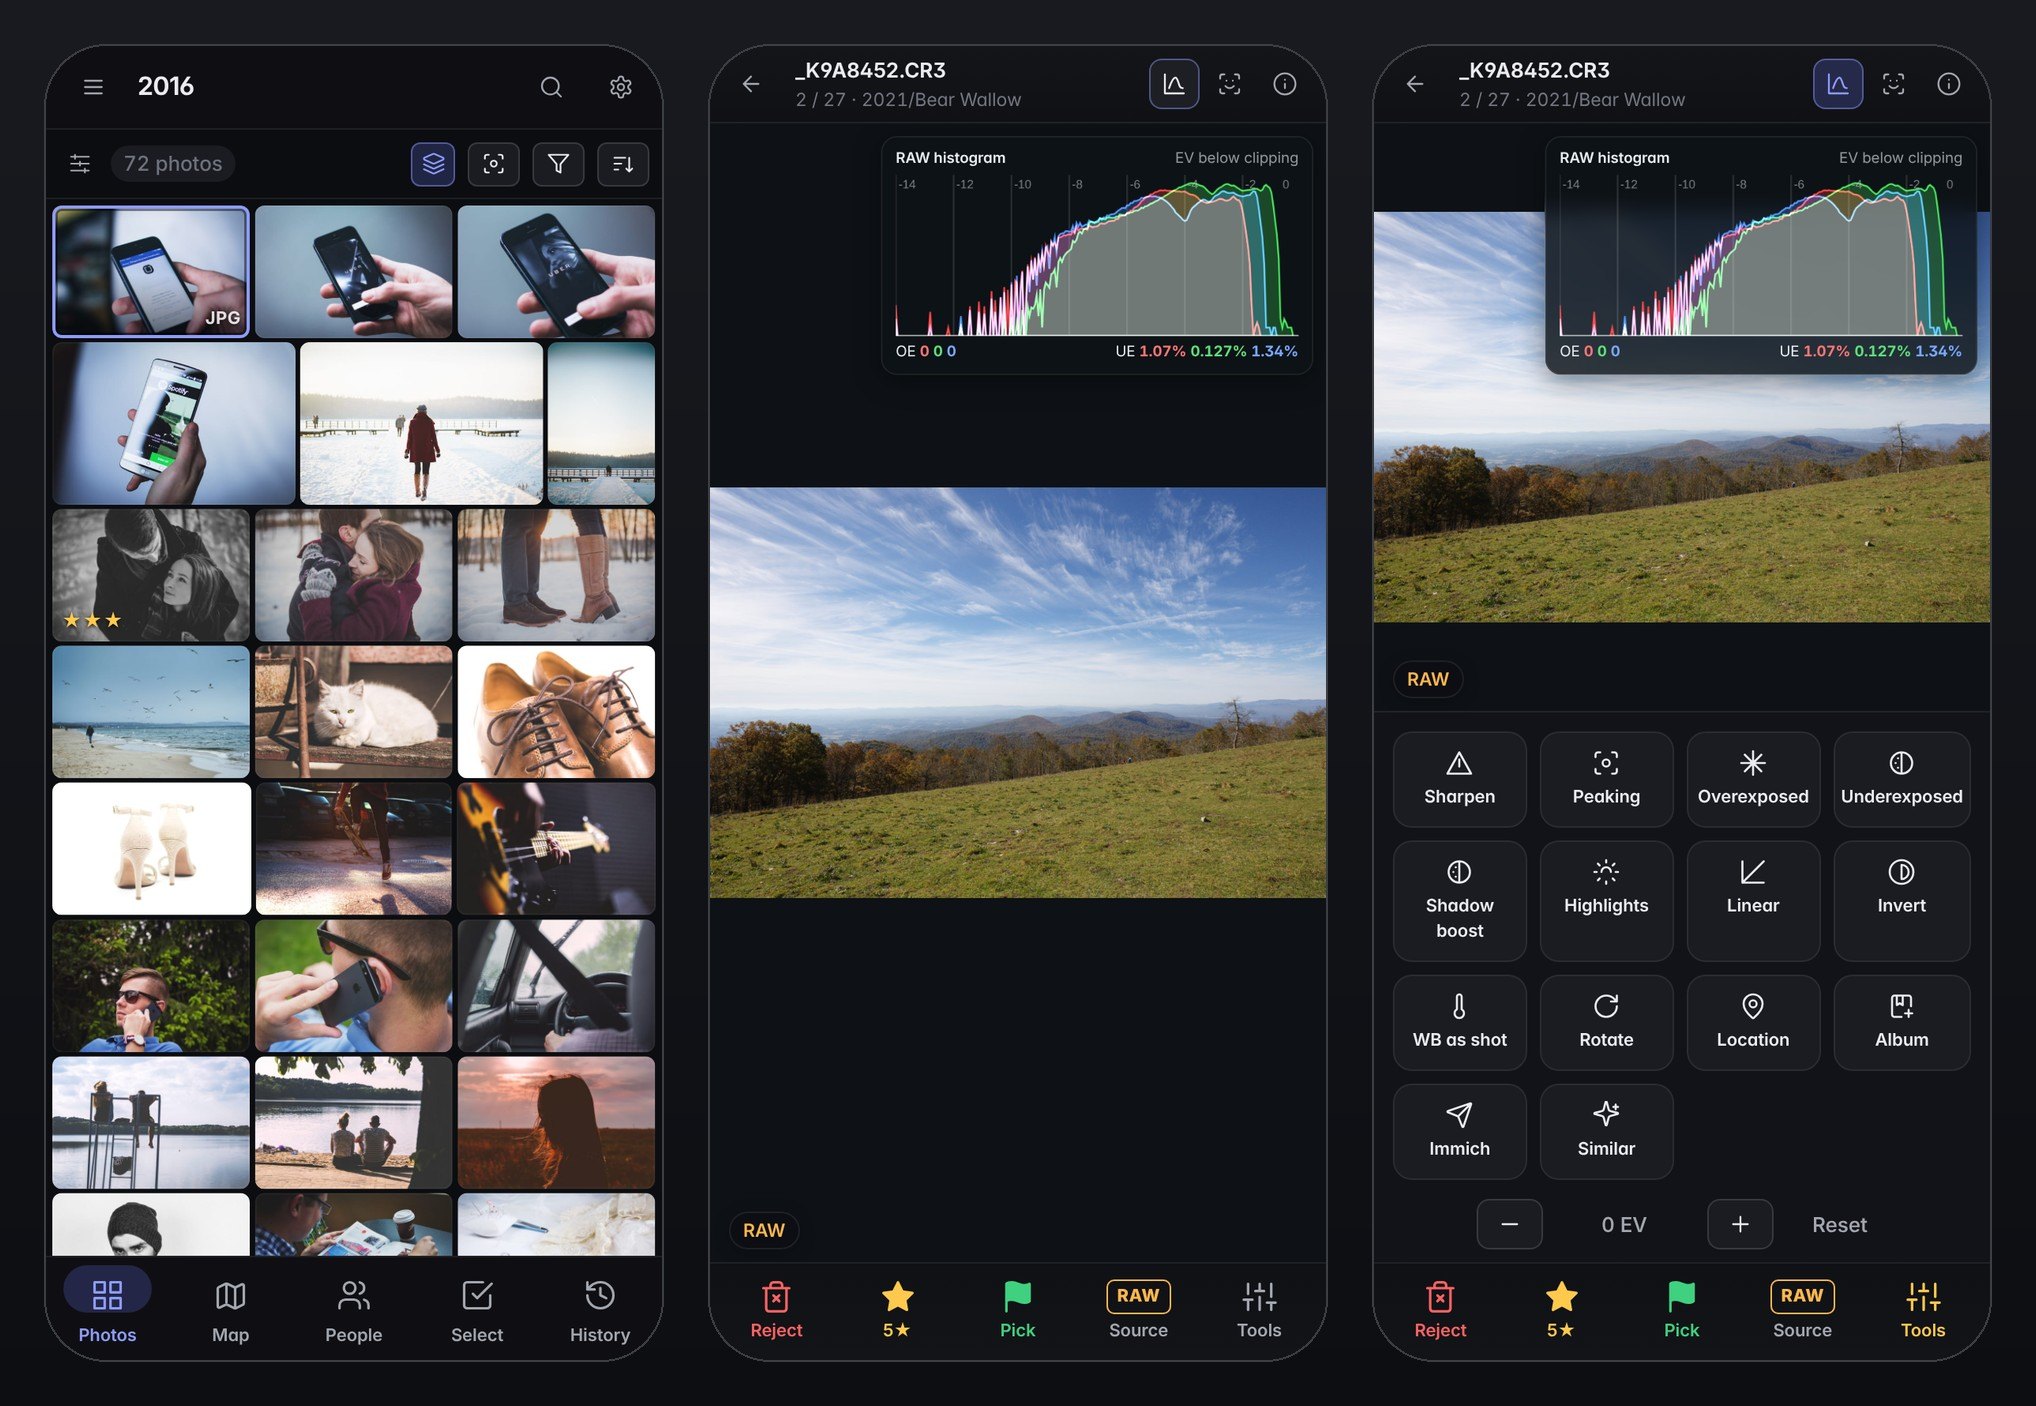 2016
72 photos
JPG
UBER
Spotify
★★★
Photos
Map
People
Select
History
_K9A8452.CR3
2 / 27 · 2021/Bear Wallow
RAW histogram
EV below clipping
-14 -12 -10 -8 -6 -4 -2 0
OE 0 0 0
UE 1.07% 0.127% 1.34%
RAW
Reject
5★
Pick
RAW
Source
Tools
_K9A8452.CR3
2 / 27 · 2021/Bear Wallow
RAW histogram
EV below clipping
-14 -12 -10 -8 -6 -4 -2 0
OE 0 0 0
UE 1.07% 0.127% 1.34%
RAW
Sharpen
Peaking
Overexposed
Underexposed
Shadow
boost
Highlights
Linear
Invert
WB as shot
Rotate
Location
Album
Immich
Similar
0 EV
Reset
Reject
5★
Pick
RAW
Source
Tools